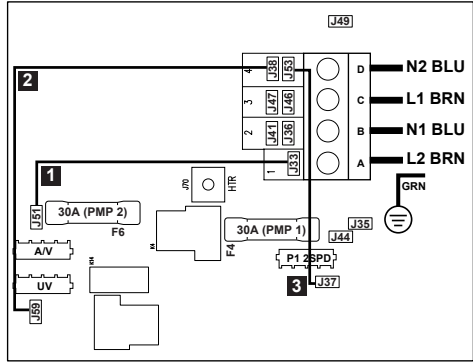 J49
2
4
J38
J53
D
N2 BLU
3
J47
J46
C
L1 BRN
2
J41
J36
B
N1 BLU
1
1
J33
A
L2 BRN
GRN
J51
30A (PMP 2)
F6
J70
HTR
K4
30A (PMP 1)
F4
J35
J44
A/V
P1 2SPD
UV
K14
3
J37
J59